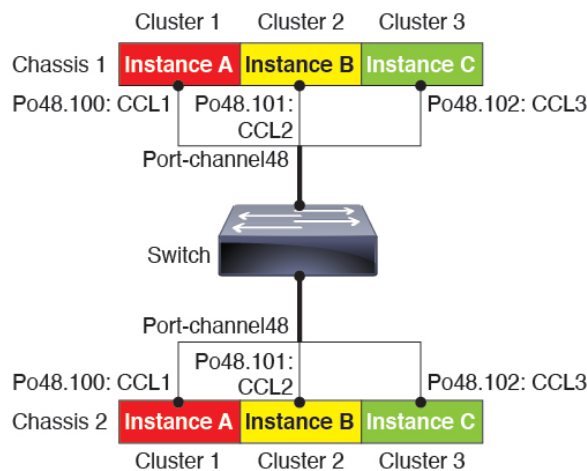 Cluster 1 Cluster 2 Cluster 3
Chassis 1 Instance A Instance B Instance C
Po48.100: CCL1 Po48.101: Po48.102: CCL3
CCL2
Port-channel48
Switch
Port-channel48
Po48.101:
Po48.100: CCL1 CCL2 Po48.102: CCL3
Chassis 2 Instance A Instance B Instance C
Cluster 1 Cluster 2 Cluster 3